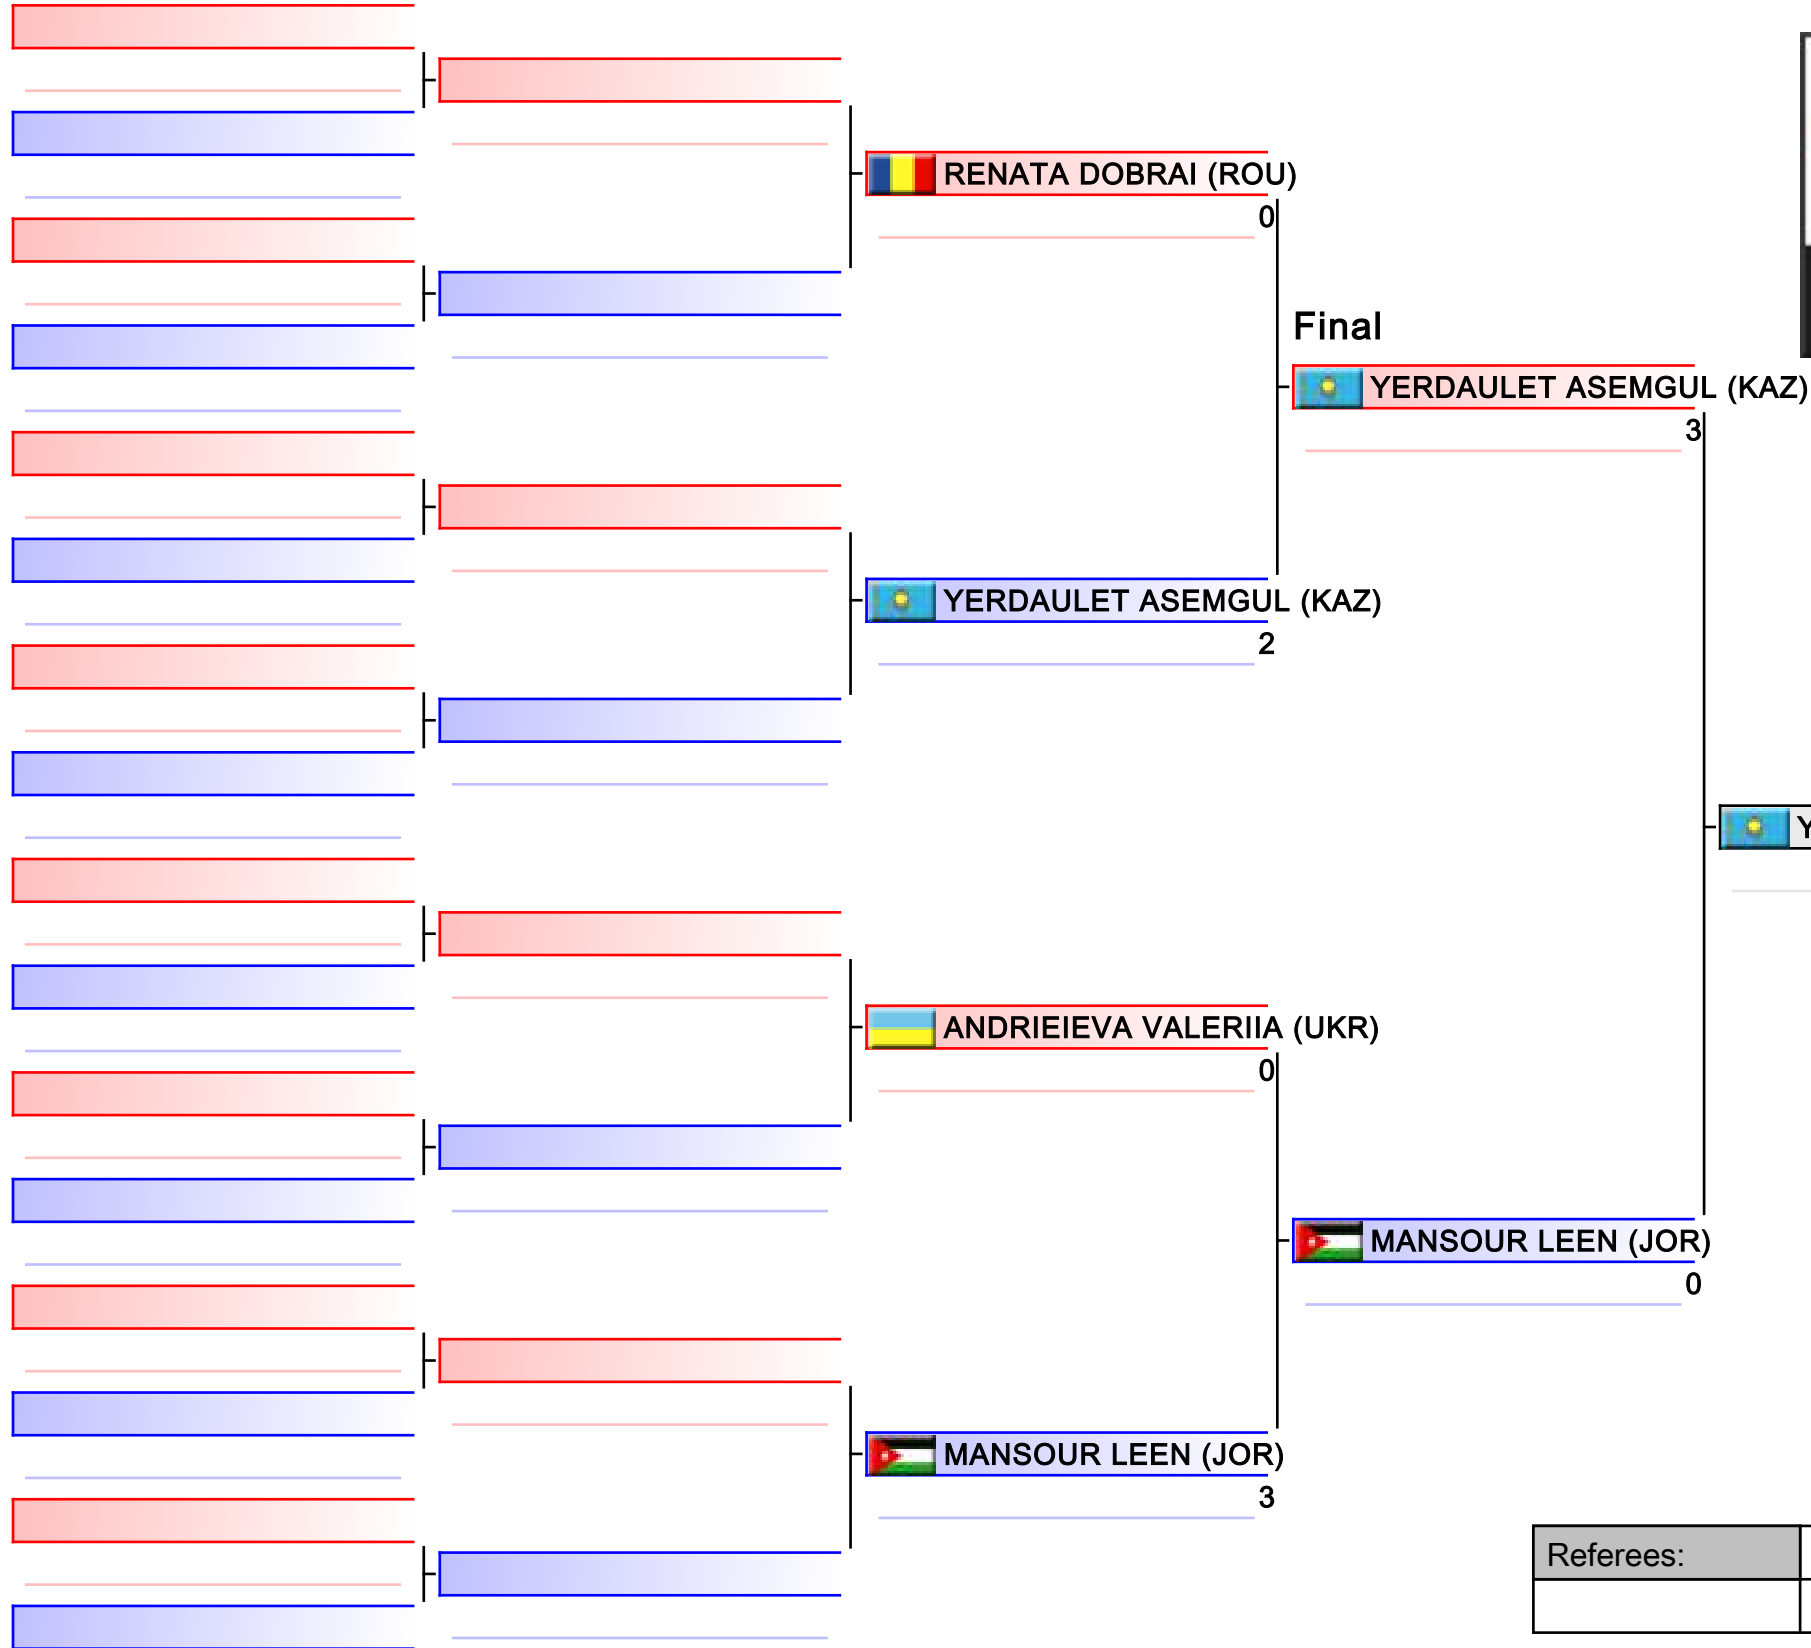 RENATA DOBRAI (ROU)
0
Final
YERDAULET ASEMGUL (KAZ)
3
YERDAULET ASEMGUL (KAZ)
2
Y
ANDRIEIEVA VALERIIA (UKR)
0
MANSOUR LEEN (JOR)
0
MANSOUR LEEN (JOR)
3
Referees: